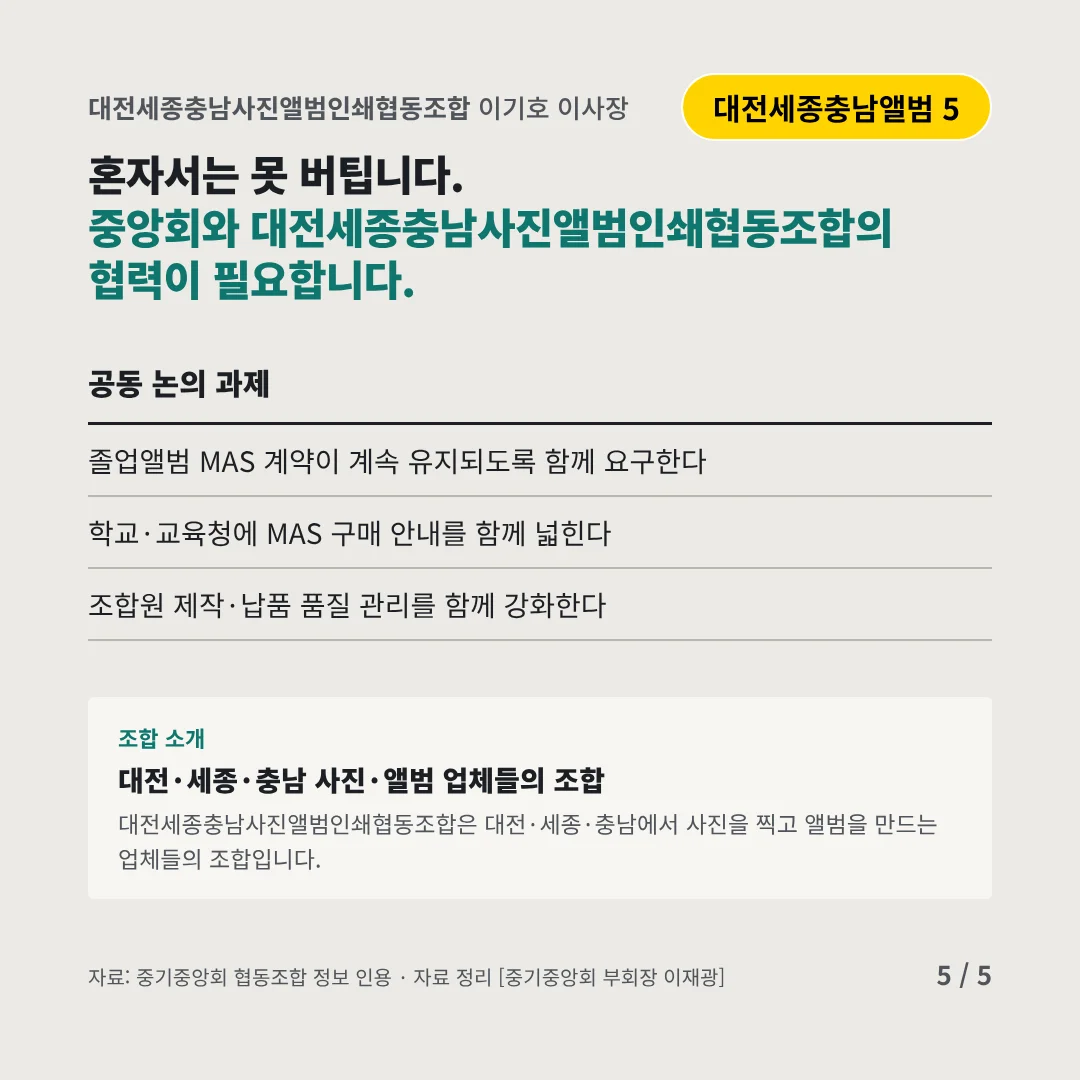 대전세종충남사진앨범인쇄협동조합 이기호 이사장
대전세종충남앨범 5
혼자서는 못 버팁니다.
중앙회와 대전세종충남사진앨범인쇄협동조합의
협력이 필요합니다.
공동 논의 과제
졸업앨범 MAS 계약이 계속 유지되도록 함께 요구한다
학교·교육청에 MAS 구매 안내를 함께 넓힌다
조합원 제작·납품 품질 관리를 함께 강화한다
조합 소개
대전·세종·충남 사진·앨범 업체들의 조합
대전세종충남사진앨범인쇄협동조합은 대전·세종·충남에서 사진을 찍고 앨범을 만드는
업체들의 조합입니다.
자료: 중기중앙회 협동조합 정보 인용 · 자료 정리 [중기중앙회 부회장 이재광]
5 / 5